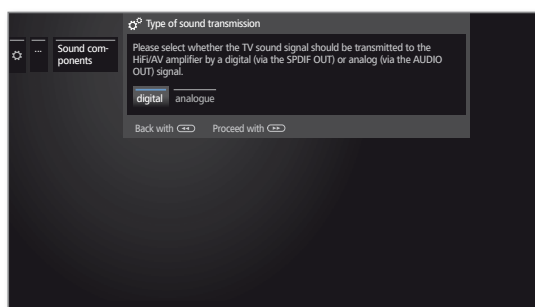 Type of sound transmission
...
Sound com-
ponents
Please select whether the TV sound signal should be transmitted to the
HiFi/AV amplifier by a digital (via the SPDIF OUT) or analog (via the AUDIO
OUT) signal.
digital analogue
Back with Proceed with